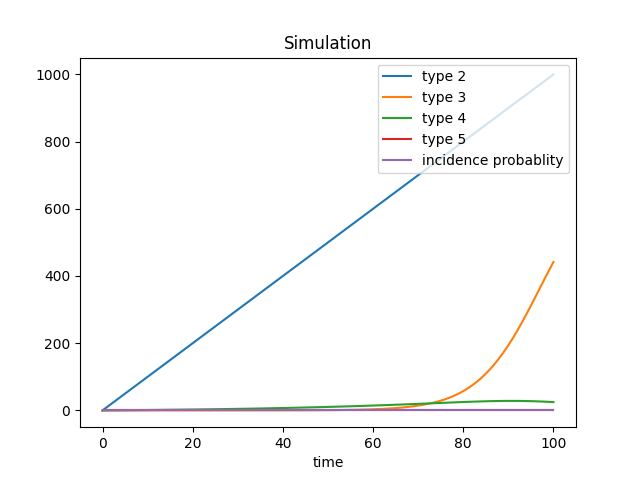 Simulation
1000
800
600
400
200
0
type 2
type 3
type 4
type 5
incidence probablity
0 20 40 60 80 100
time